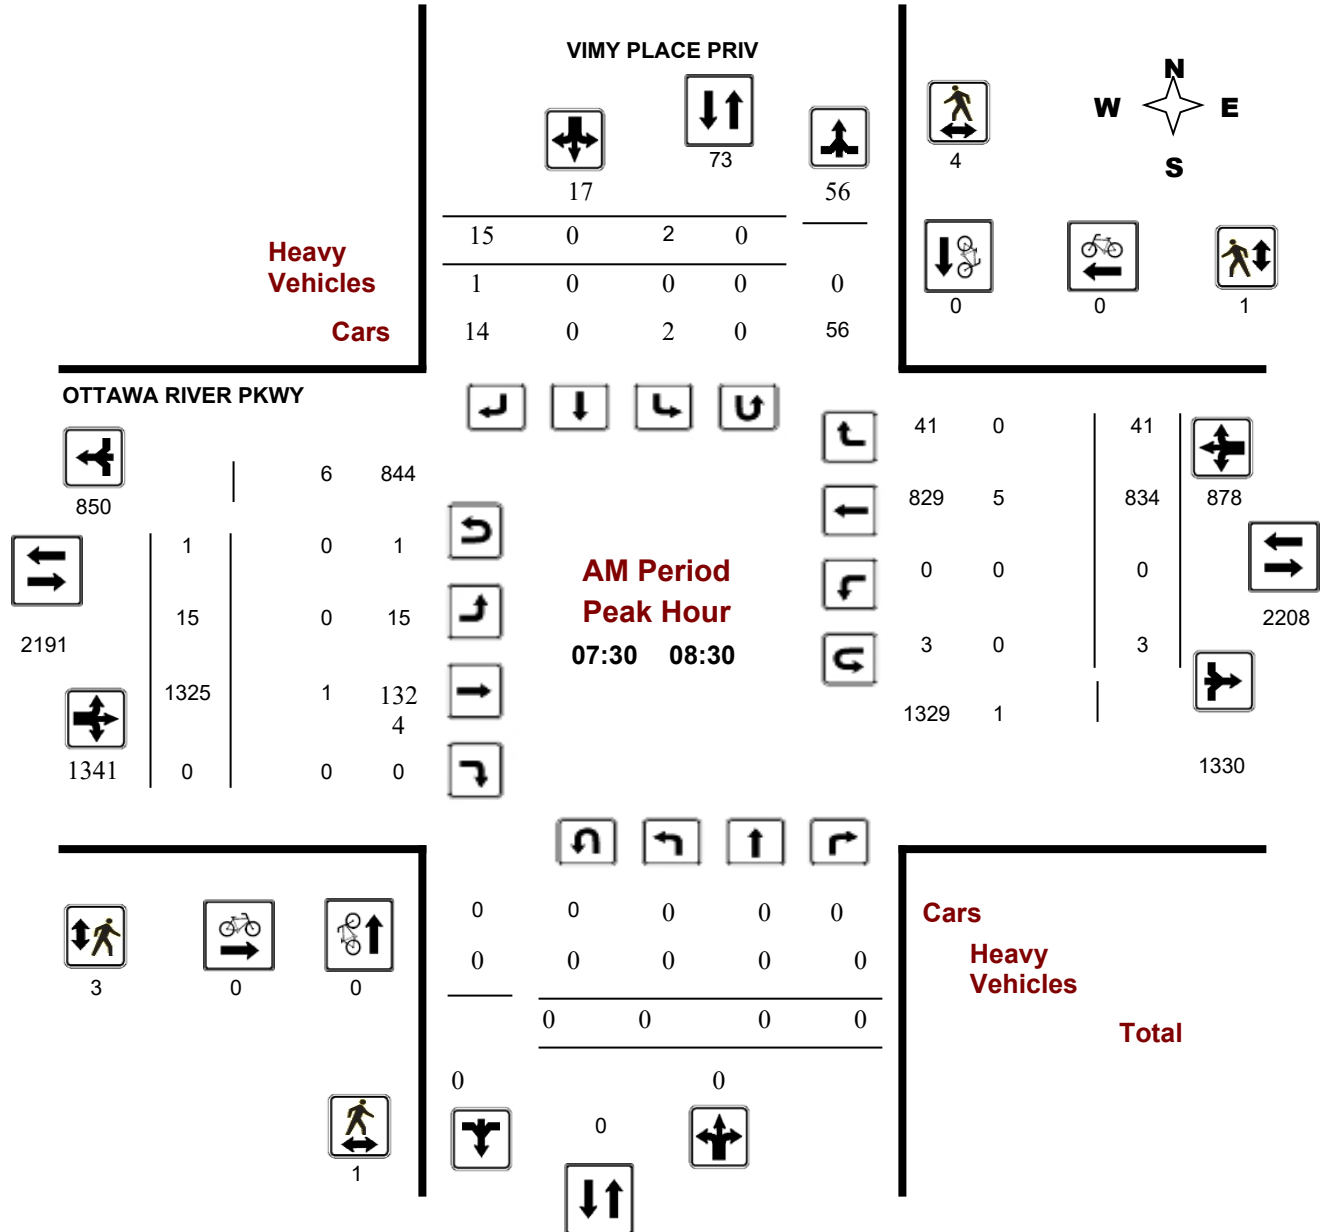 VIMY PLACE PRIV
N
W E
S
73
4
17 56
15 0 2 0
Heavy
Vehicles
1 0 0 0 0
0 0 1
Cars
14 0 2 0 56
OTTAWA RIVER PKWY
41 0 41
6 844
850
829 5 834 878
1 0 1
AM Period
0 0 0
Peak Hour
15 0 15
2208
2191
07:30 08:30
3 0 3
1325 1 132
4
1329 1
1341 0 0 0
1330
0 0 0 0 0
Cars
0 0 0 0 0
Heavy
Vehicles
3 0 0
0 0 0 0
Total
0 0
0
1